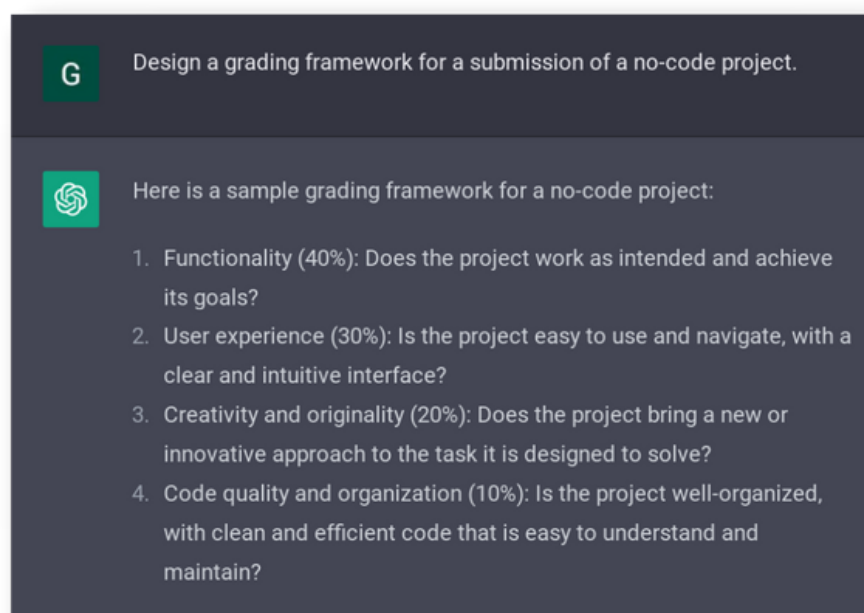 G
Design a grading framework for a submission of a no-code project.
Here is a sample grading framework for a no-code project:
1. Functionality (40%): Does the project work as intended and achieve
its goals?
2. User experience (30%): Is the project easy to use and navigate, with a
clear and intuitive interface?
3. Creativity and originality (20%): Does the project bring a new or
innovative approach to the task it is designed to solve?
4. Code quality and organization (10%): Is the project well-organized,
with clean and efficient code that is easy to understand and
maintain?